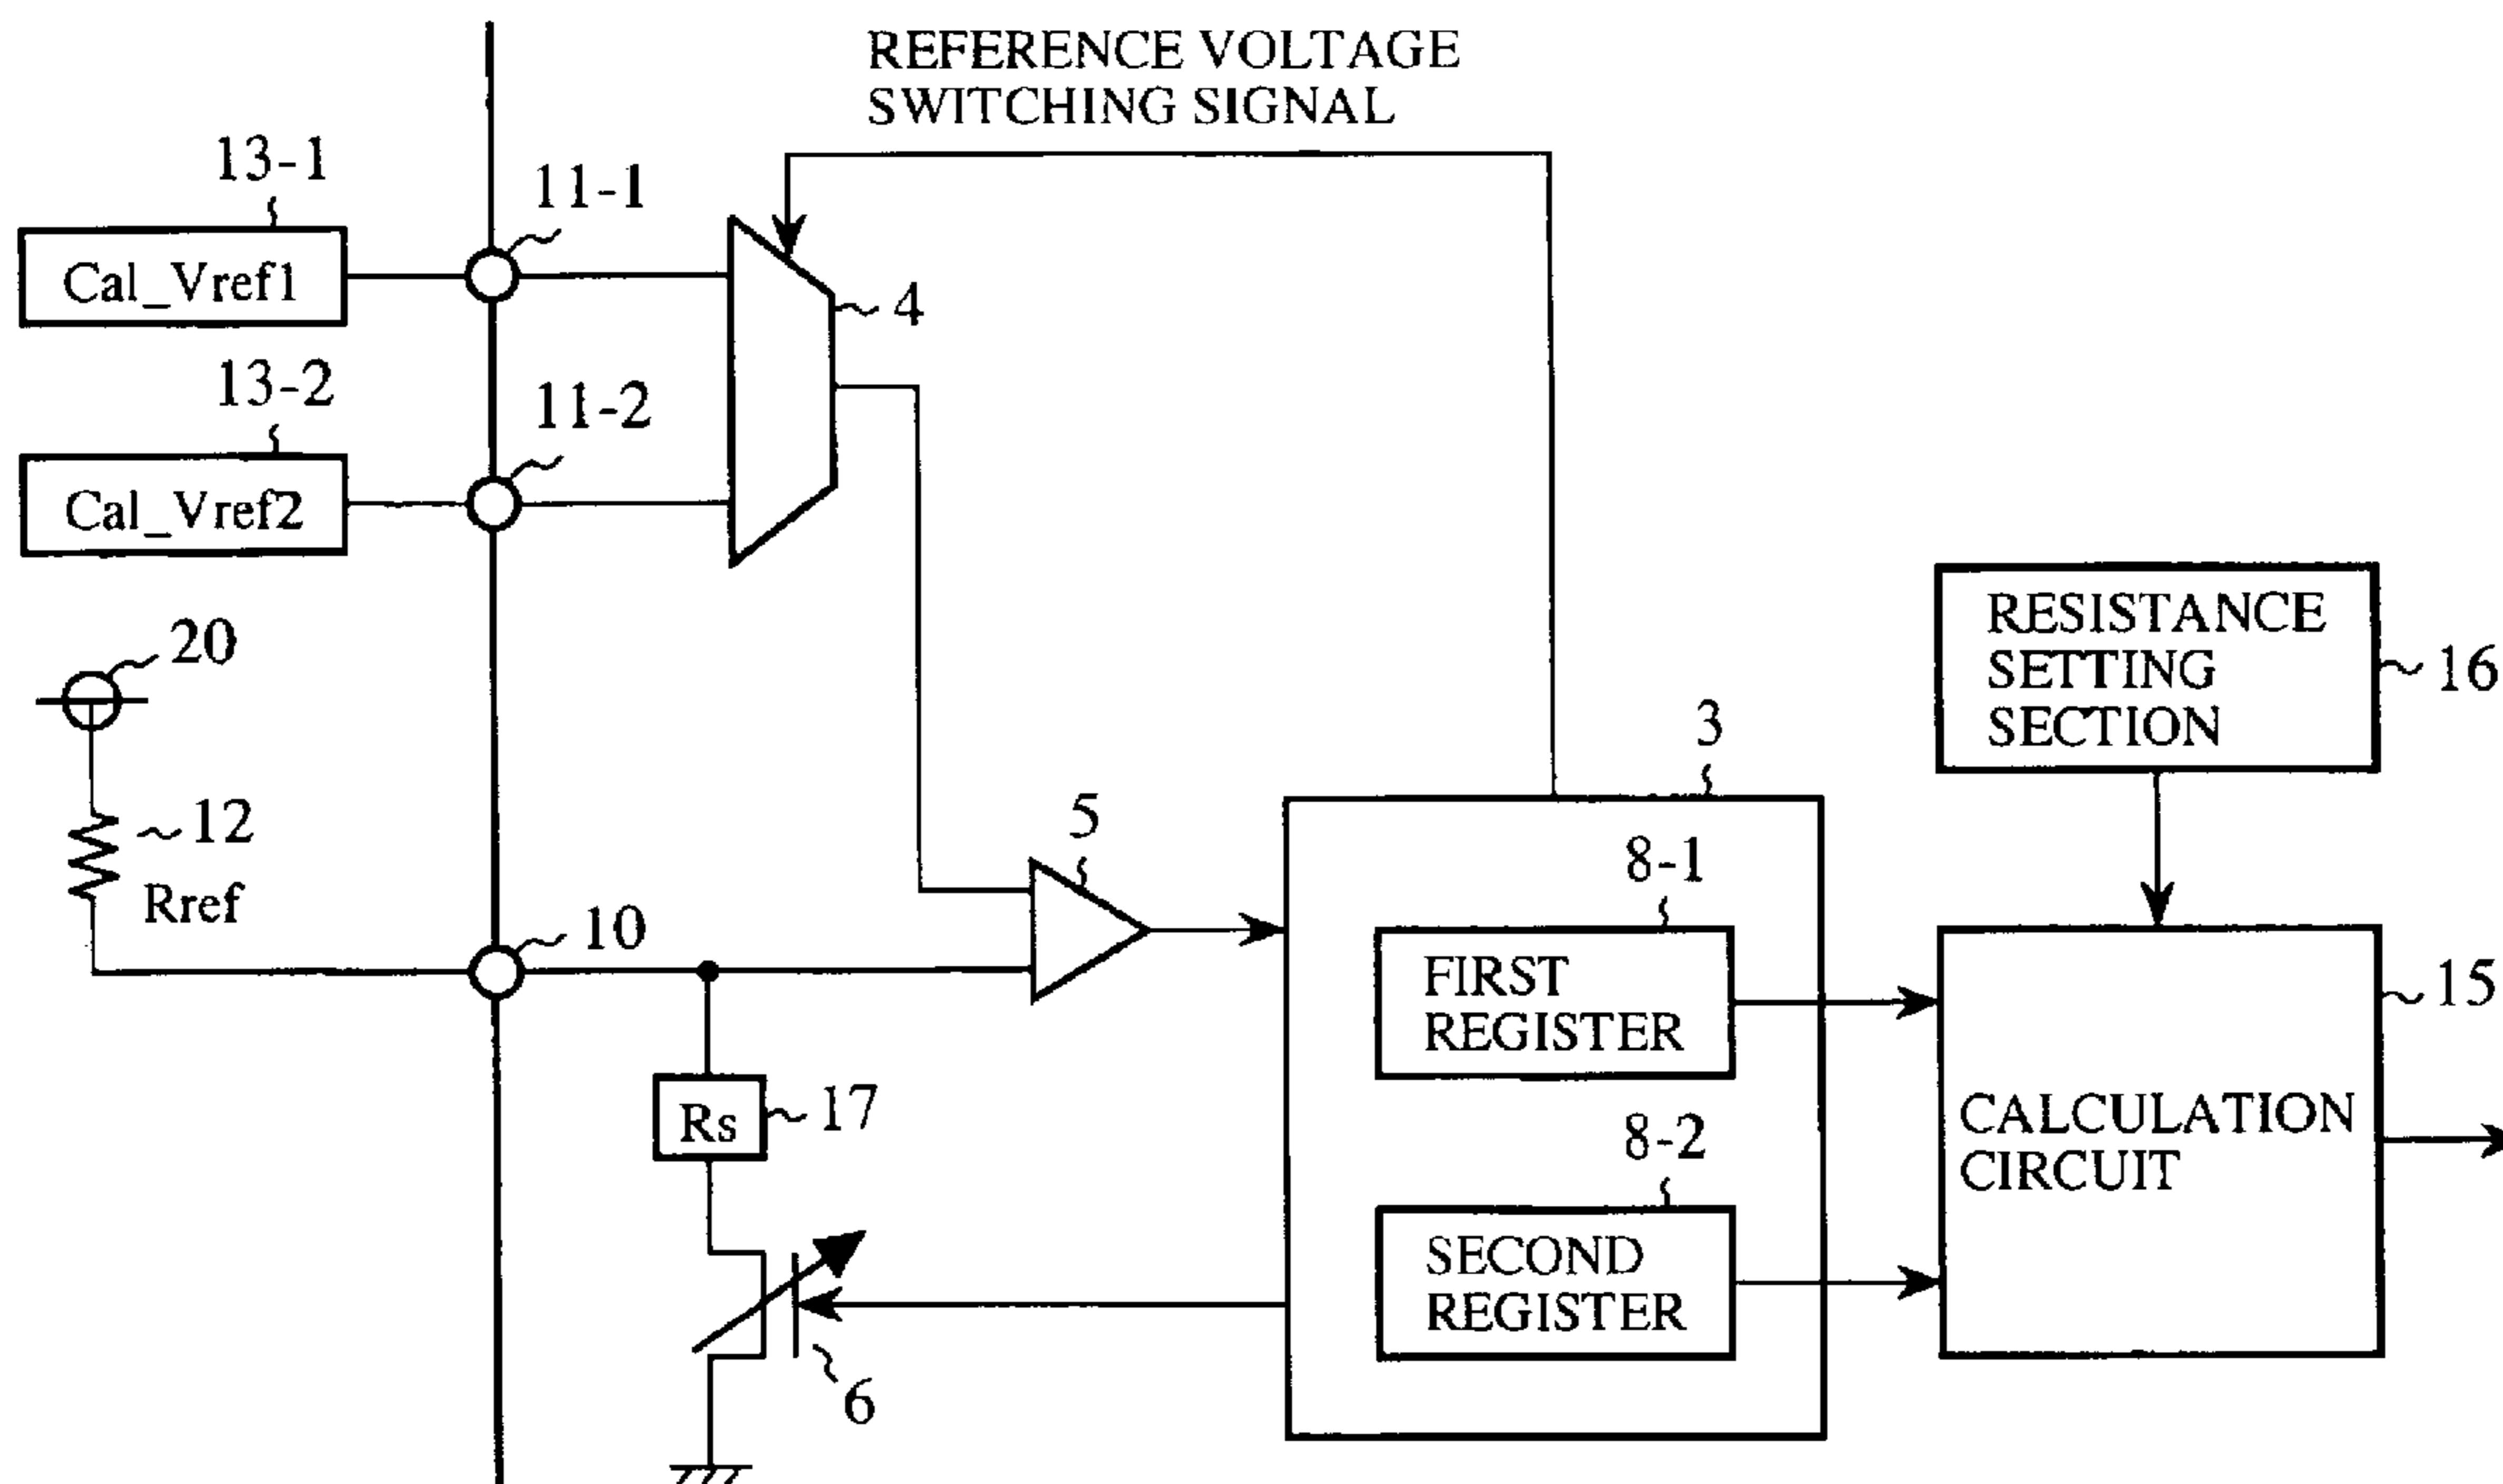 REFERENCE VOLTAGE
SWITCHING SIGNAL
13-1
11-1
Cal_Vref1
4
13-2
11-2
Cal_Vref2
20
RESISTANCE
SETTING
SECTION
16
3
12
Rref
5
8-1
10
FIRST
REGISTER
15
Rs
17
CALCULATION
CIRCUIT
8-2
SECOND
REGISTER
6